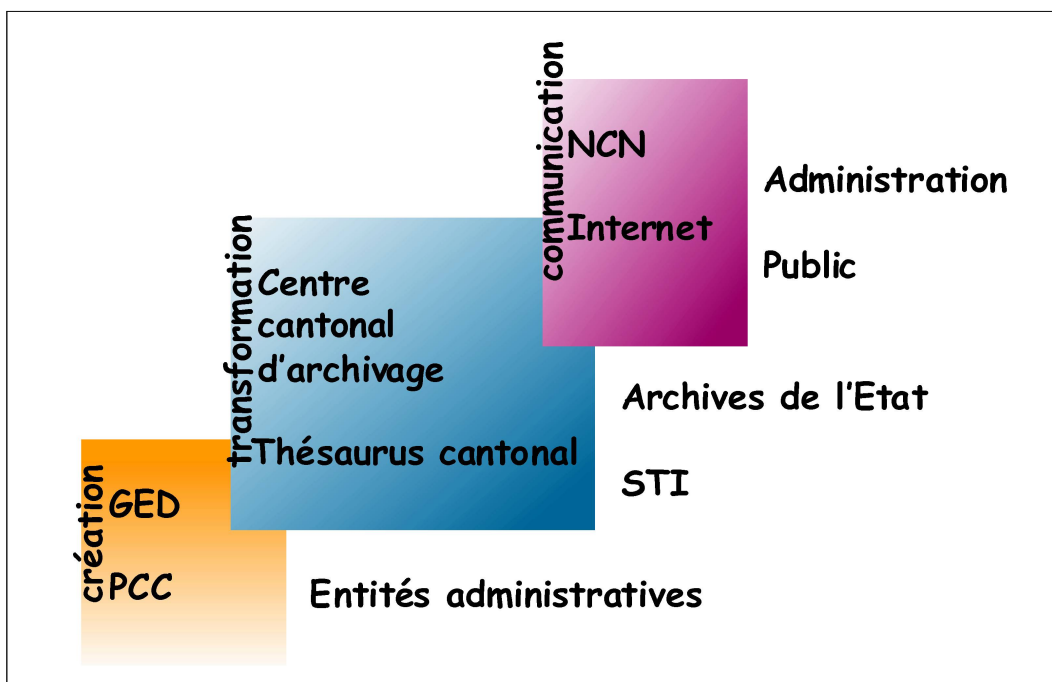 communication
NCN
Internet
Administration
Public
transformation
Centre
cantonal
d'archivage
Thésaurus cantonal
Archives de l'Etat
STI
création
GED
PCC
Entités administratives